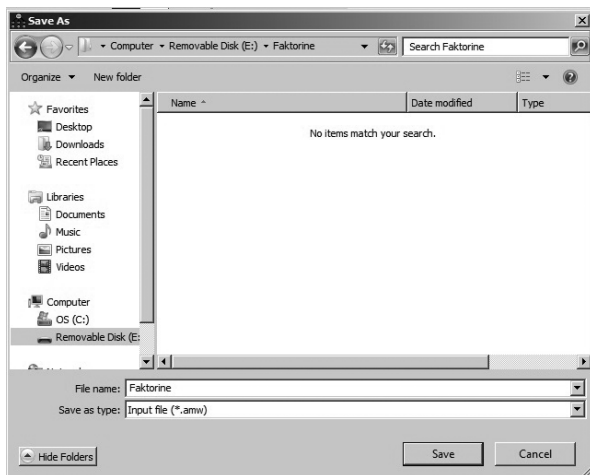 Save As
Computer Removable Disk (E:) Faktorine Search Faktorine
Organize New folder
Name Date modified Type
No items match your search.
Favorites
Desktop
Downloads
Recent Places
Libraries
Documents
Music
Pictures
Videos
Computer
OS (C:)
Removable Disk (E:
File name: Faktorine
Save as type: Input file (*.amw)
Hide Folders Save Cancel